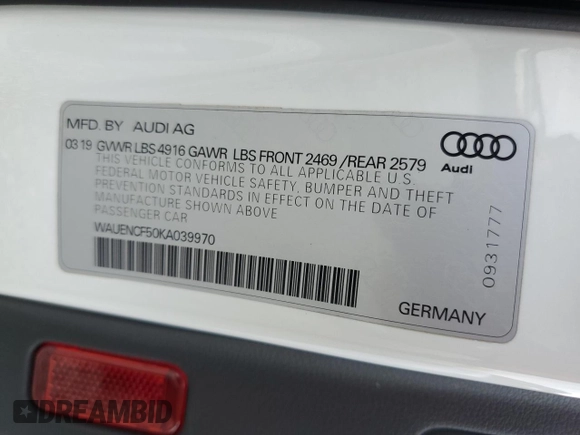 MFD. BY AUDI AG
03 19 GVWR LBS 4916 GAWR LBS FRONT 2469 /REAR 2579
THIS VEHICLE CONFORMS TO ALL APPLICABLE U.S.
FEDERAL MOTOR VEHICLE SAFETY, BUMPER AND THEFT
PREVENTION STANDARDS IN EFFECT ON THE DATE OF
MANUFACTURE SHOWN ABOVE
PASSENGER CAR
WAUENCF50KA039970
Audi
0931777
GERMANY
DREAMBID